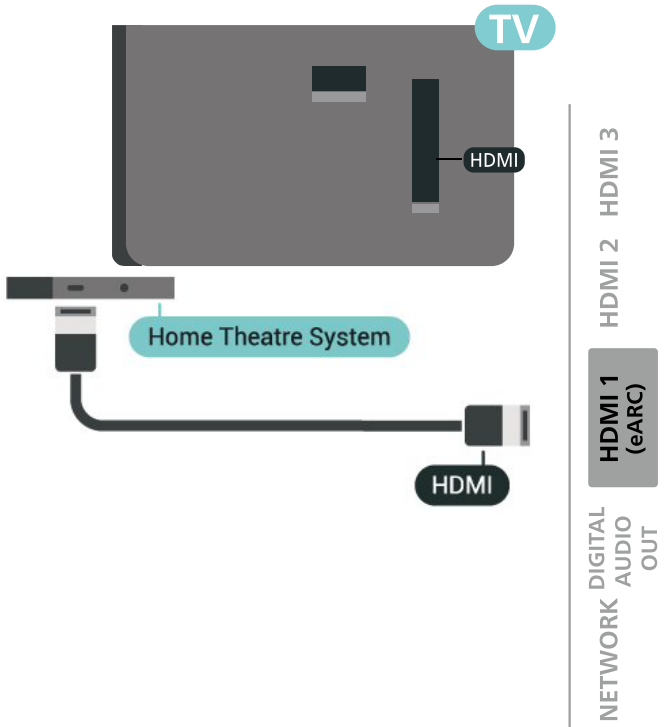 TV
HDMI
Home Theatre System
HDMI
HDMI 3
HDMI 2
HDMI 1
(eARC)
DIGITAL
AUDIO
OUT
NETWORK